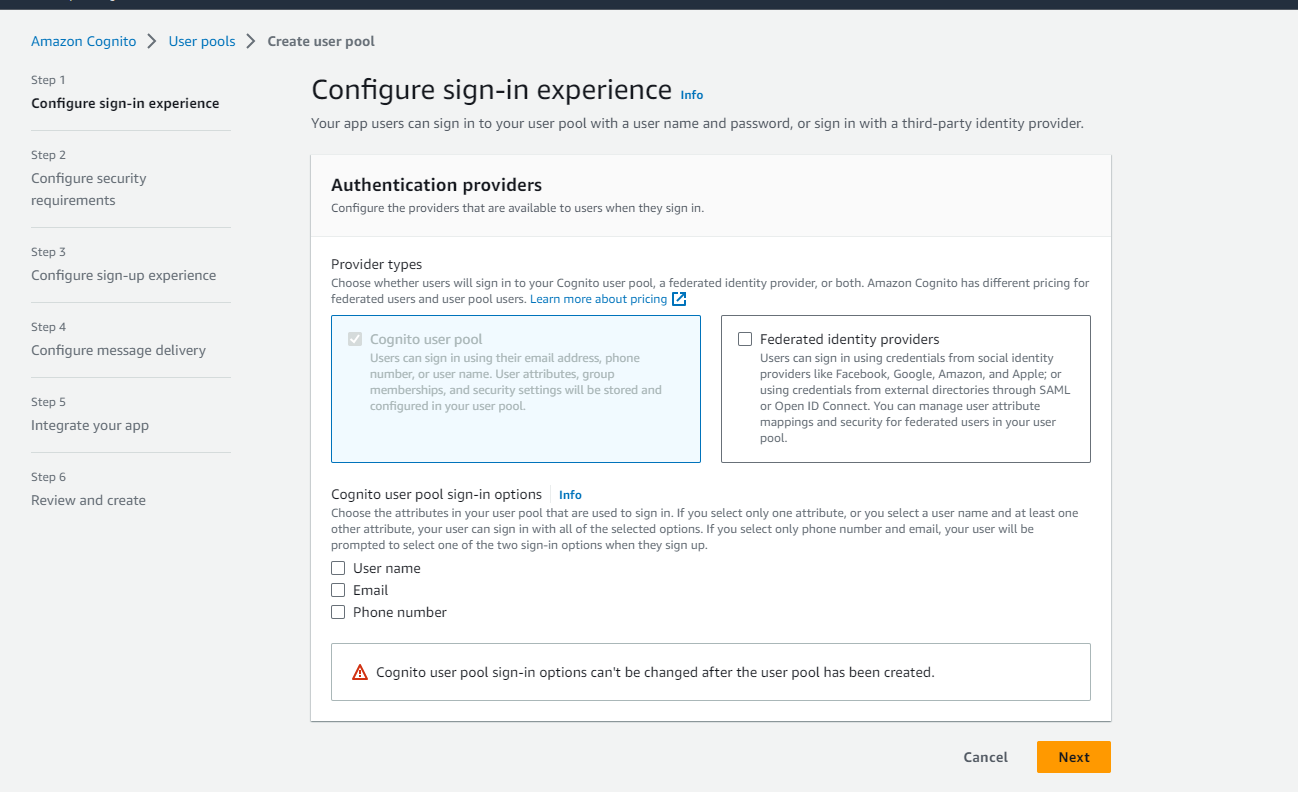 Amazon Cognito > User pools > Create user pool
Step 1
Configure sign-in experience
Step 2
Configure security
requirements
Step 3
Configure sign-up experience
Step 4
Configure message delivery
Step 5
Integrate your app
Step 6
Review and create
Configure sign-in experience Info
Your app users can sign in to your user pool with a user name and password, or sign in with a third-party identity provider.
Authentication providers
Configure the providers that are available to users when they sign in.
Provider types
Choose whether users will sign in to your Cognito user pool, a federated identity provider, or both. Amazon Cognito has different pricing for
federated users and user pool users. Learn more about pricing
Cognito user pool
Users can sign in using their email address, phone
number, or user name. User attributes, group
memberships, and security settings will be stored and
configured in your user pool.
Federated identity providers
Users can sign in using credentials from social identity
providers like Facebook, Google, Amazon, and Apple; or
using credentials from external directories through SAML
or Open ID Connect. You can manage user attribute
mappings and security for federated users in your user
pool.
Cognito user pool sign-in options Info
Choose the attributes in your user pool that are used to sign in. If you select only one attribute, or you select a user name and at least one
other attribute, your user can sign in with all of the selected options. If you select only phone number and email, your user will be
prompted to select one of the two sign-in options when they sign up.
User name
Email
Phone number
Cognito user pool sign-in options can't be changed after the user pool has been created.
Cancel
Next